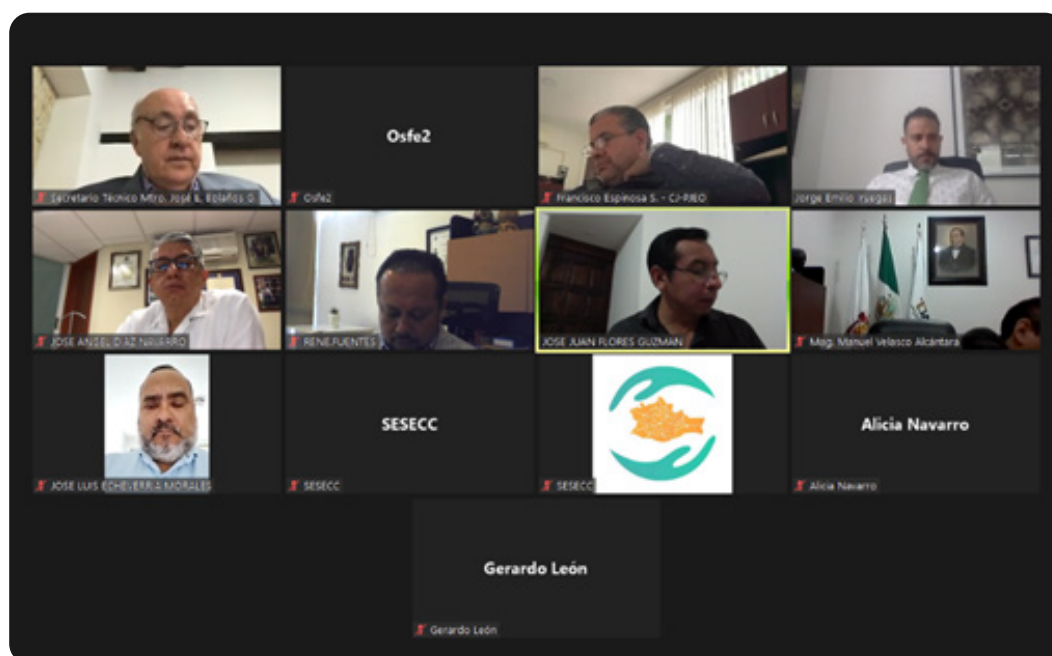 Secretario Técnico Mtro. José E. Bolaños G.
Osfe2
Osfe2
Francisco Espinosa S. - CJ-PJEO
Jorge Emilio Iruegas
JOSE ANGEL DIAZ NAVARRO
RENE.FUENTES
JOSE JUAN FLORES GUZMAN
Mag. Manuel Velasco Alcántara
JOSE LUIS ECHEVERRIA MORALES
SESECC
SESECC
SESECC
Alicia Navarro
Alicia Navarro
Gerardo León
Gerardo León